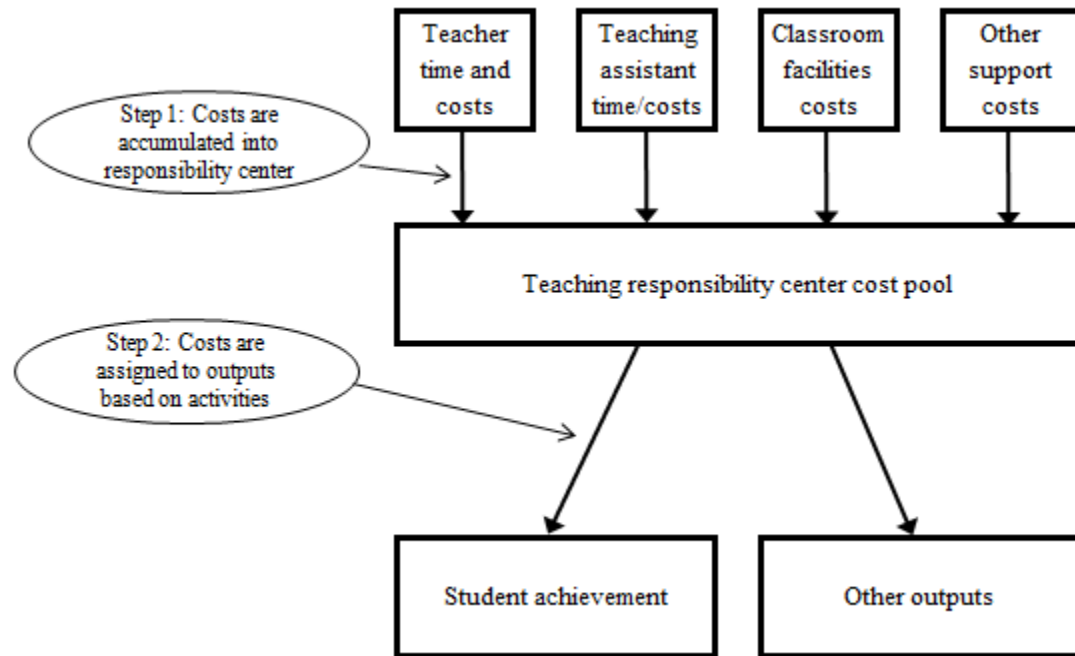 Teacher
time and
costs
Teaching
assistant
time/costs
Classroom
facilities
costs
Other
support
costs
Step 1: Costs are
accumulated into
responsibility center
Teaching responsibility center cost pool
Step 2: Costs are
assigned to outputs
based on activities
Student achievement
Other outputs